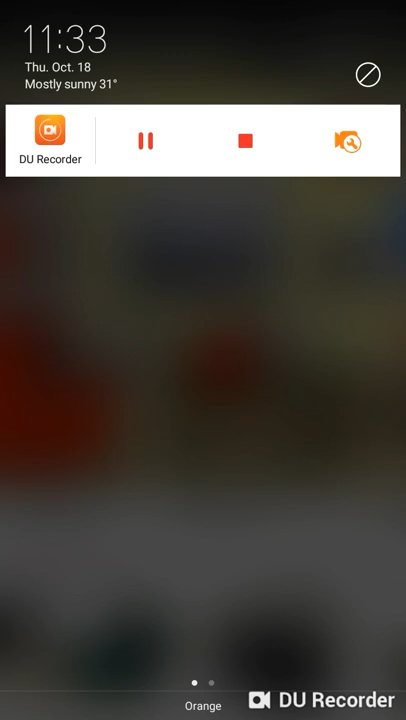 11:33
Thu. Oct. 18
Mostly sunny 31°
DU Recorder
Orange
DU Recorder